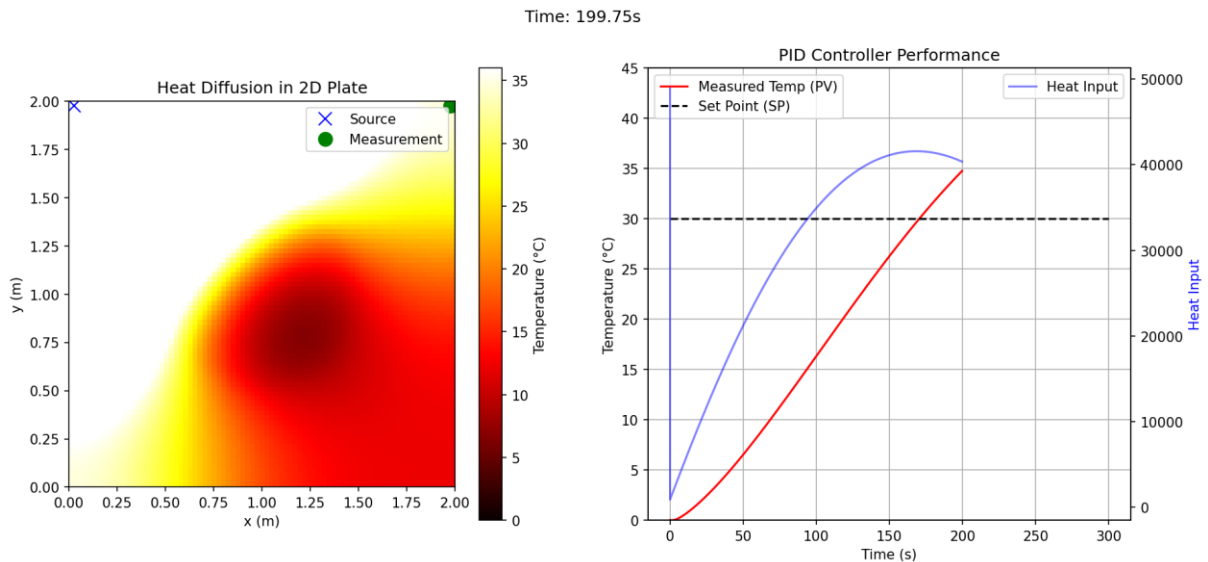 Time: 199.75s
Heat Diffusion in 2D Plate
Source
Measurement
2.00
1.75
1.50
1.25
1.00
0.75
0.50
0.25
0.00
y (m)
0.00 0.25 0.50 0.75 1.00 1.25 1.50 1.75 2.00
x (m)
35
30
25
20
15
10
5
0
Temperature (°C)
PID Controller Performance
Measured Temp (PV)
Set Point (SP)
Heat Input
45
40
35
30
25
20
15
10
5
0
Temperature (°C)
0 50 100 150 200 250 300
Time (s)
50000
40000
30000
20000
10000
0
Heat Input